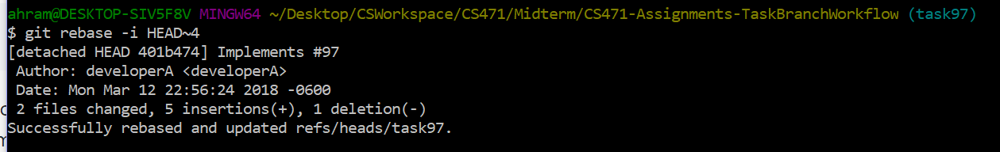 ahram@DESKTOP-SIV5F8V MINGW64 ~/Desktop/CSWorkspace/CS471/Midterm/CS471-Assignments-TaskBranchWorkflow (task97)
$ git rebase -i HEAD~4
[detached HEAD 401b474] Implements #97
 Author: developerA <developerA>
 Date: Mon Mar 12 22:56:24 2018 -0600
 2 files changed, 5 insertions(+), 1 deletion(-)
Successfully rebased and updated refs/heads/task97.